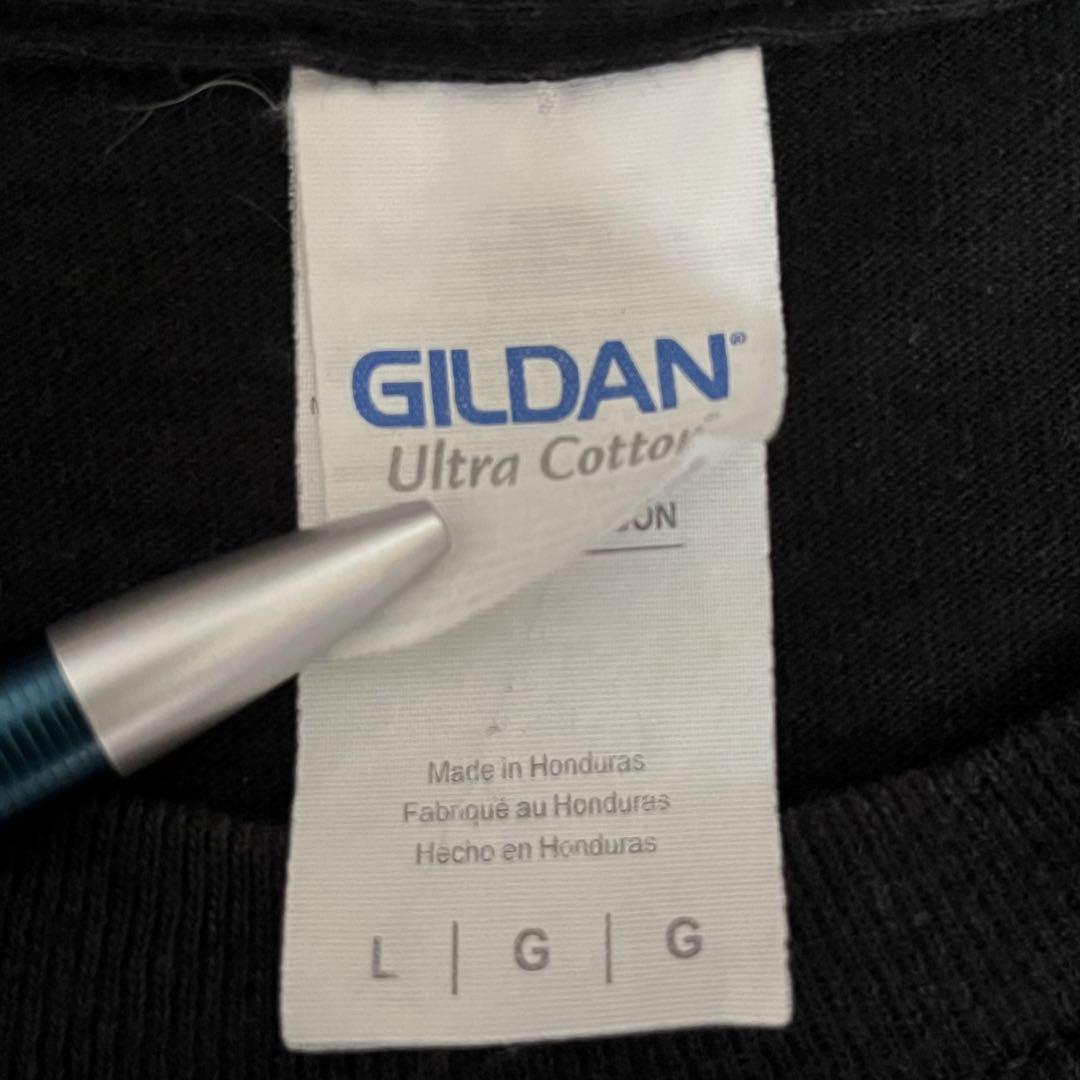 GILDAN®
Ultra Cotton
Made in Honduras
Fabriqué au Honduras
Hecho en Honduras
L | G | G